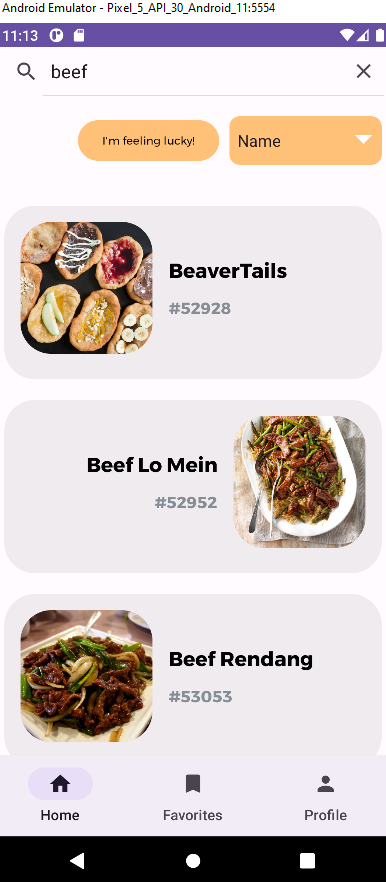 Android Emulator - Pixel_5_API_30_Android_11:5554
11:13
beef
I'm feeling lucky!
Name
BeaverTails
#52928
Beef Lo Mein
#52952
Beef Rendang
#53053
Home
Favorites
Profile